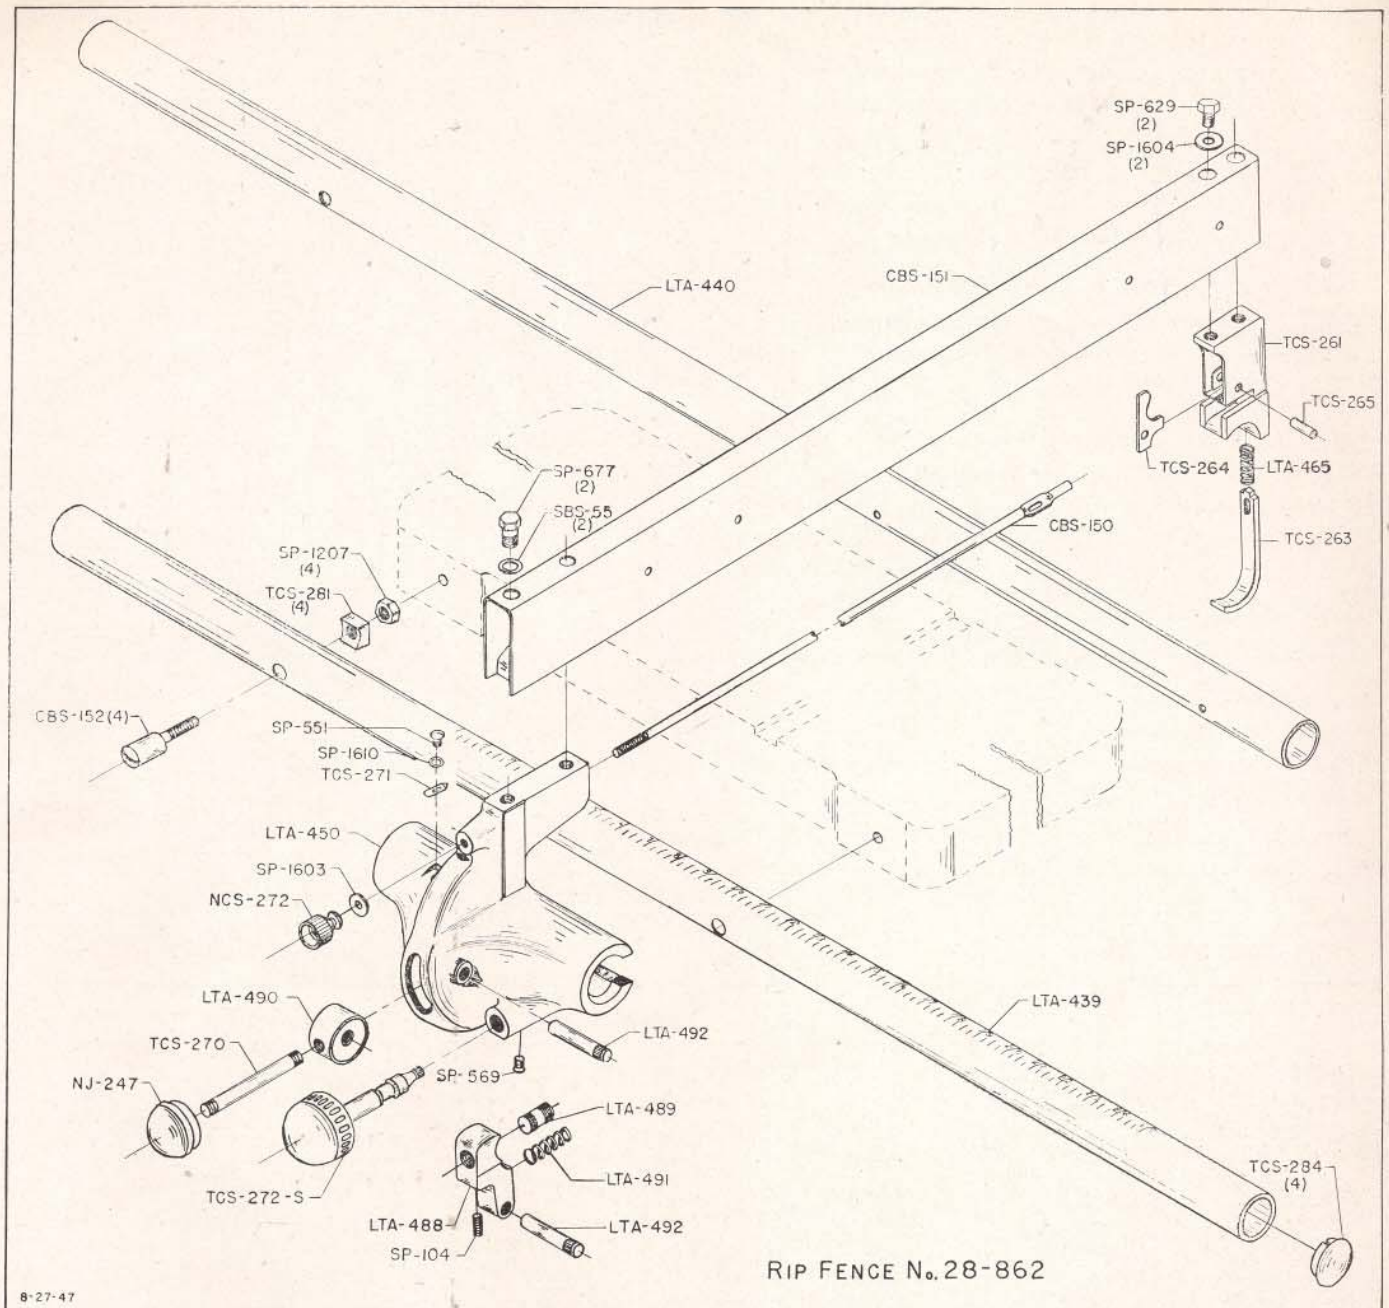 SP-629
(2)
SP-1604
(2)
LTA-440
CBS-151
TCS-261
TCS-265
TCS-264
LTA-465
SP-677
(2)
SBS-55
(2)
CBS-150
TCS-263
SP-1207
(4)
TCS-281
(4)
CBS-152(4)
SP-551
SP-1610
TCS-271
LTA-450
SP-1603
NCS-272
LTA-490
LTA-439
TCS-270
LTA-492
NJ-247
SP-569
LTA-489
TCS-284
(4)
LTA-491
TCS-272-S
LTA-488
LTA-492
SP-104
RIP FENCE No. 28-862
8-27-47